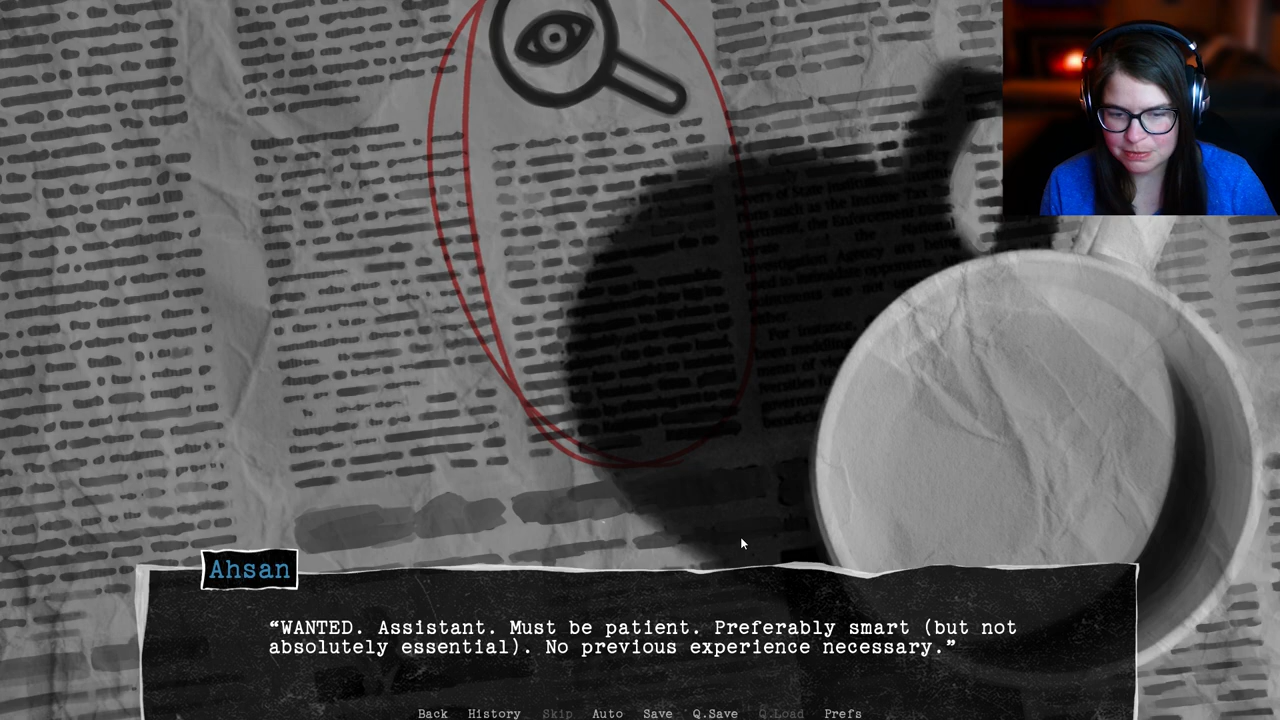 Ahsan
“WANTED. Assistant. Must be patient. Preferably smart (but not
absolutely essential). No previous experience necessary.”
Back History Skip Auto Save Q.Save Q.Load Prefs